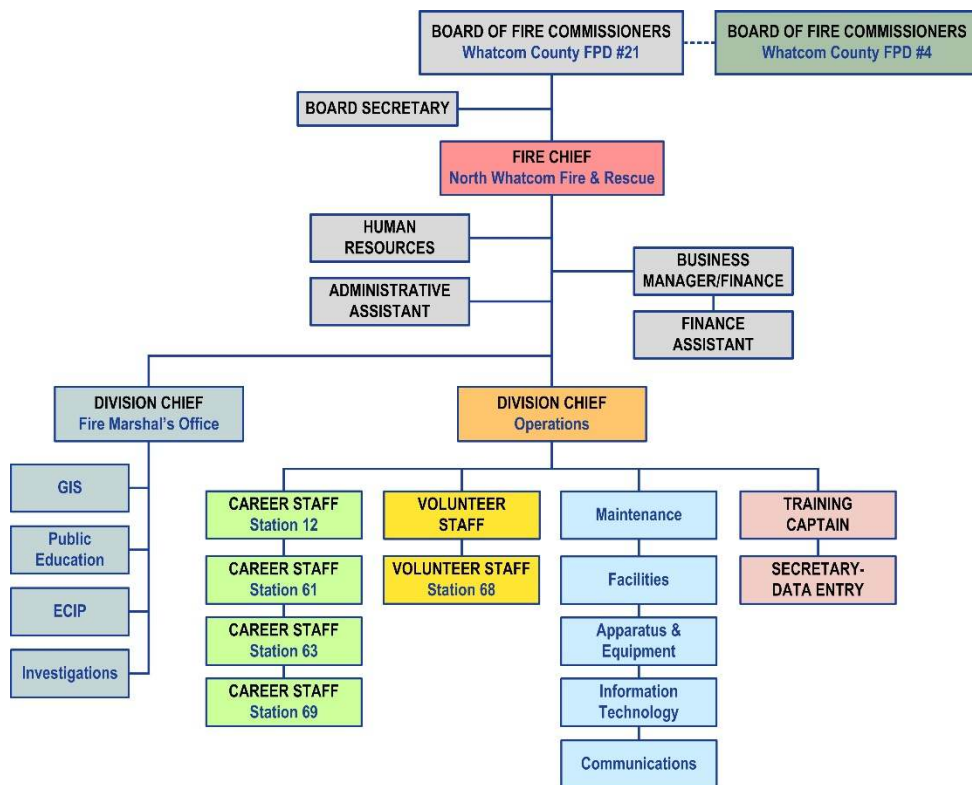 BOARD OF FIRE COMMISSIONERS
Whatcom County FPD #21
BOARD OF FIRE COMMISSIONERS
Whatcom County FPD #4
BOARD SECRETARY
FIRE CHIEF
North Whatcom Fire & Rescue
HUMAN
RESOURCES
BUSINESS
MANAGER/FINANCE
ADMINISTRATIVE
ASSISTANT
FINANCE
ASSISTANT
DIVISION CHIEF
Fire Marshal's Office
DIVISION CHIEF
Operations
GIS
Public
Education
ECIP
Investigations
CAREER STAFF
Station 12
CAREER STAFF
Station 61
CAREER STAFF
Station 63
CAREER STAFF
Station 69
VOLUNTEER
STAFF
VOLUNTEER STAFF
Station 68
Maintenance
Facilities
Apparatus &
Equipment
Information
Technology
Communications
TRAINING
CAPTAIN
SECRETARY-
DATA ENTRY